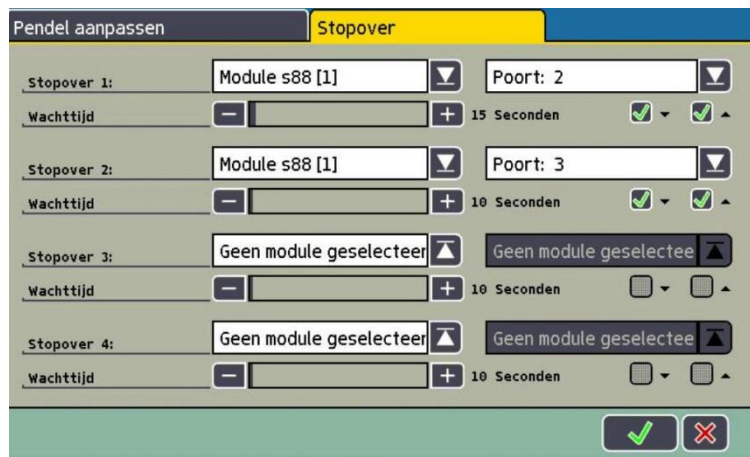 Pendel aanpassen Stopover
Stopover 1: Module s88 [1] Poort: 2
Wachttijd 15 Seconden
Stopover 2: Module s88 [1] Poort: 3
Wachttijd 10 Seconden
Stopover 3: Geen module geselecteer Geen module geselectee
Wachttijd 10 Seconden
Stopover 4: Geen module geselecteer Geen module geselectee
Wachttijd 10 Seconden